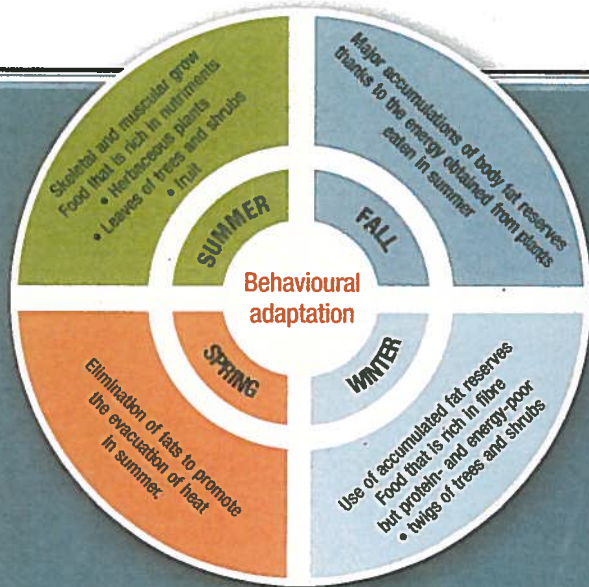 Skeletal and muscular grow
Food that is rich in nutriments
• Herbaceous plants
• Leaves of trees and shrubs
• fruit
SUMMER
Major accumulations of body fat reserves
thanks to the energy obtained from plants
eaten in summer
FALL
Behavioural
adaptation
SPRING
Elimination of fats to promote
the evacuation of heat
in summer.
WINTER
Use of accumulated fat reserves
Food that is rich in fibre
but protein- and energy-poor
• twigs of trees and shrubs